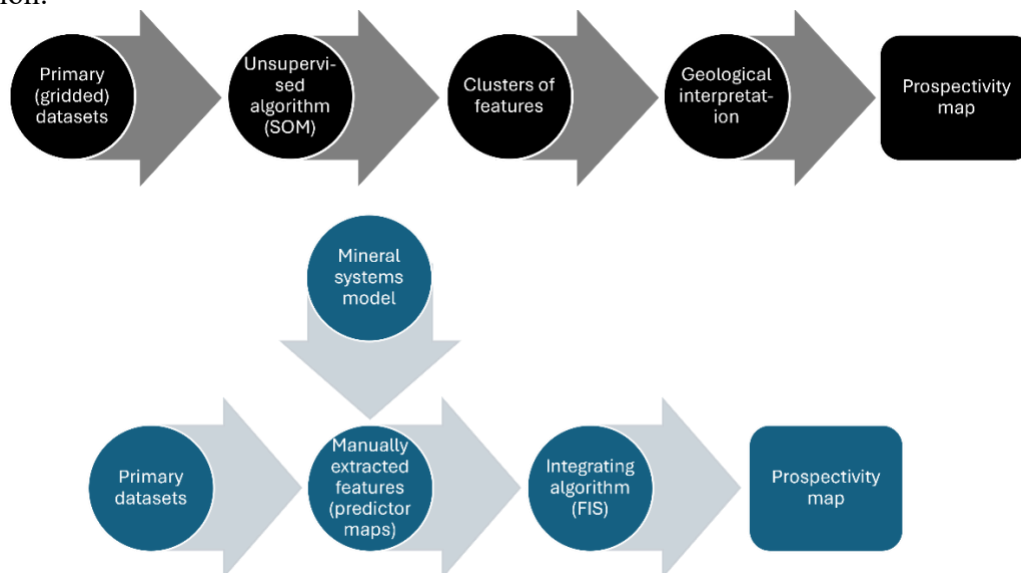 Primary
(gridded)
datasets
Unsupervi-
sed
algorithm
(SOM)
Clusters of
features
Geological
interpretat-
ion
Prospectivity
map
Mineral
systems
model
Primary
datasets
Manually
extracted
features
(predictor
maps)
Integrating
algorithm
(FIS)
Prospectivity
map